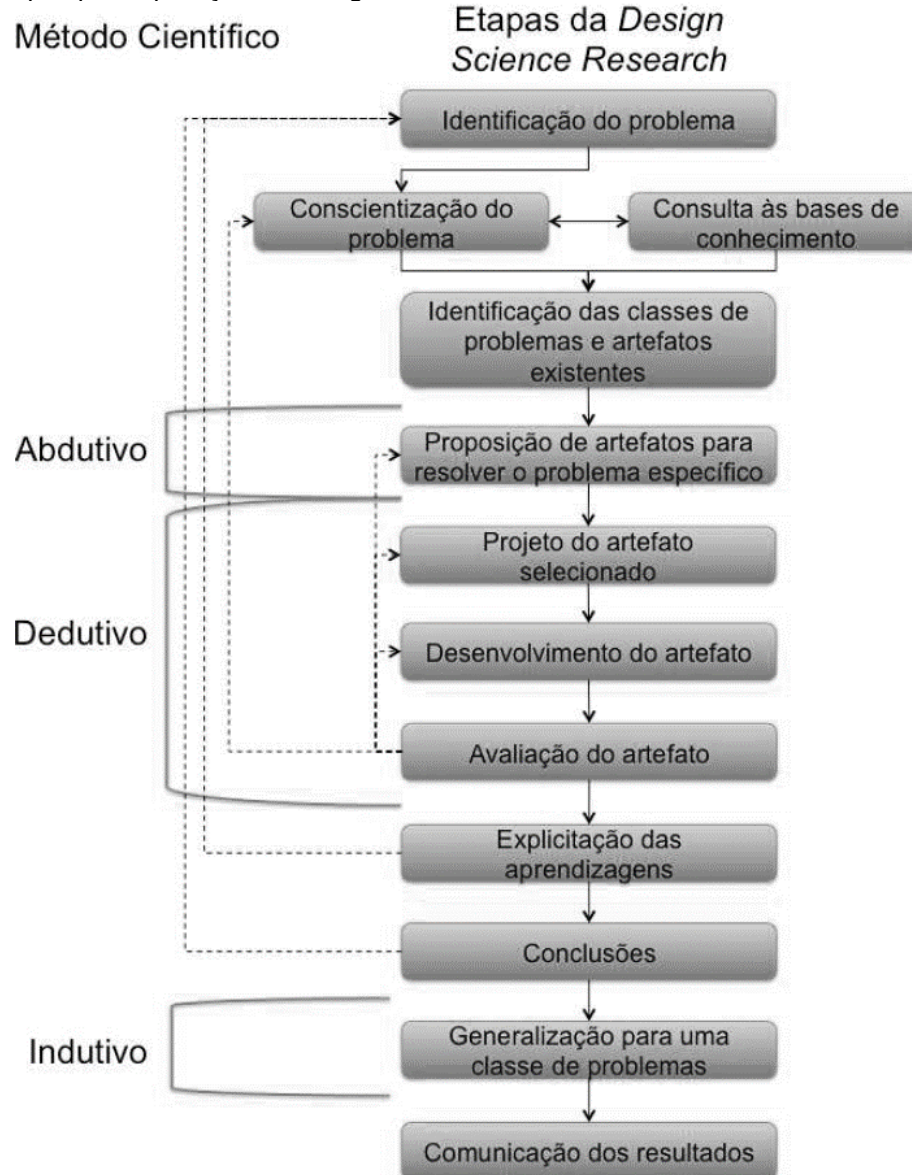 Método Científico
Etapas da Design
Science Research
Identificação do problema
Conscientização do
problema
Consulta às bases de
conhecimento
Identificação das classes de
problemas e artefatos
existentes
Abdutivo
Proposição de artefatos para
resolver o problema específico
Projeto do artefato
selecionado
Dedutivo
Desenvolvimento do artefato
Avaliação do artefato
Explicitação das
aprendizagens
Conclusões
Indutivo
Generalização para uma
classe de problemas
Comunicação dos resultados